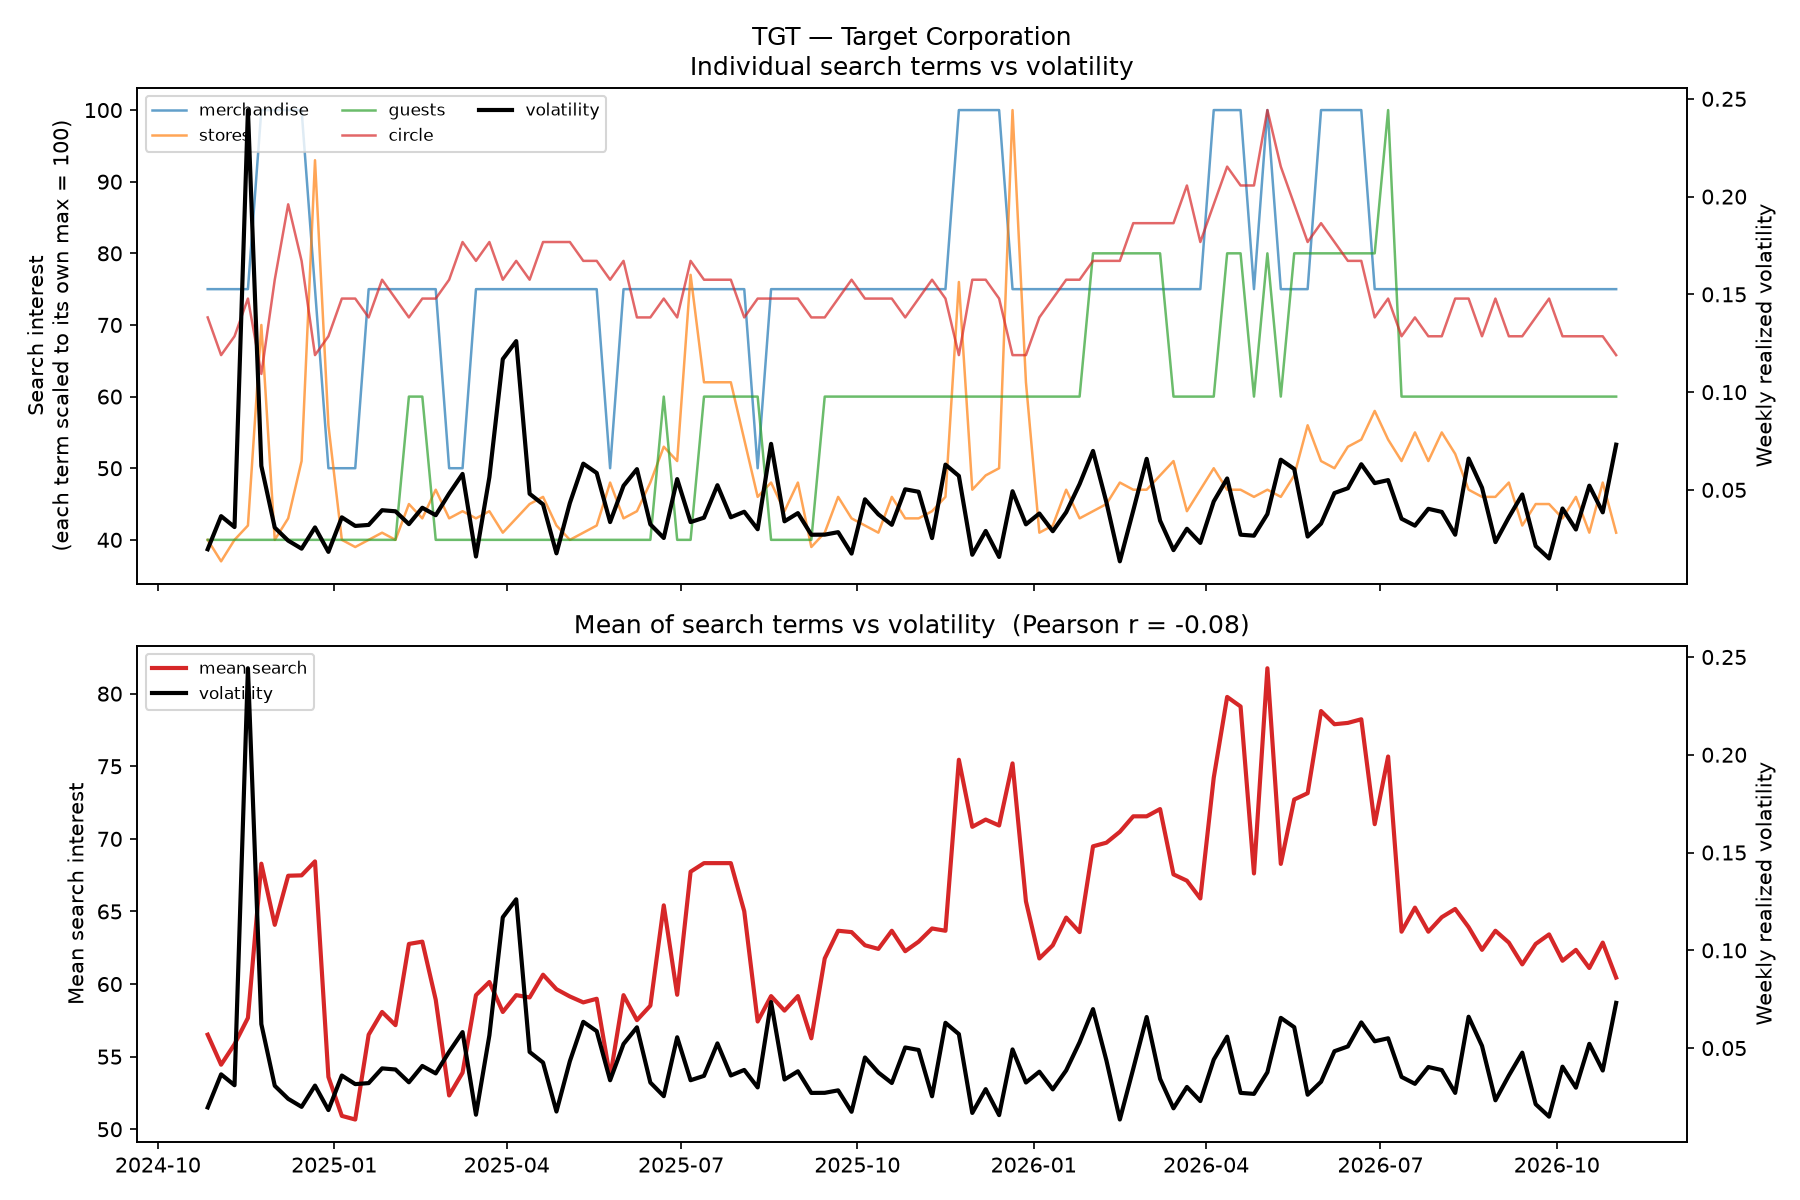 TGT — Target Corporation
Individual search terms vs volatility
merchandise
stores
guests
circle
volatility
Search interest
(each term scaled to its own max = 100)
100
90
80
70
60
50
40
0.25
0.20
0.15
0.10
0.05
Weekly realized volatility
Mean of search terms vs volatility (Pearson r = -0.08)
mean search
volatility
Mean search interest
80
75
70
65
60
55
50
0.25
0.20
0.15
0.10
0.05
Weekly realized volatility
2024-10
2025-01
2025-04
2025-07
2025-10
2026-01
2026-04
2026-07
2026-10